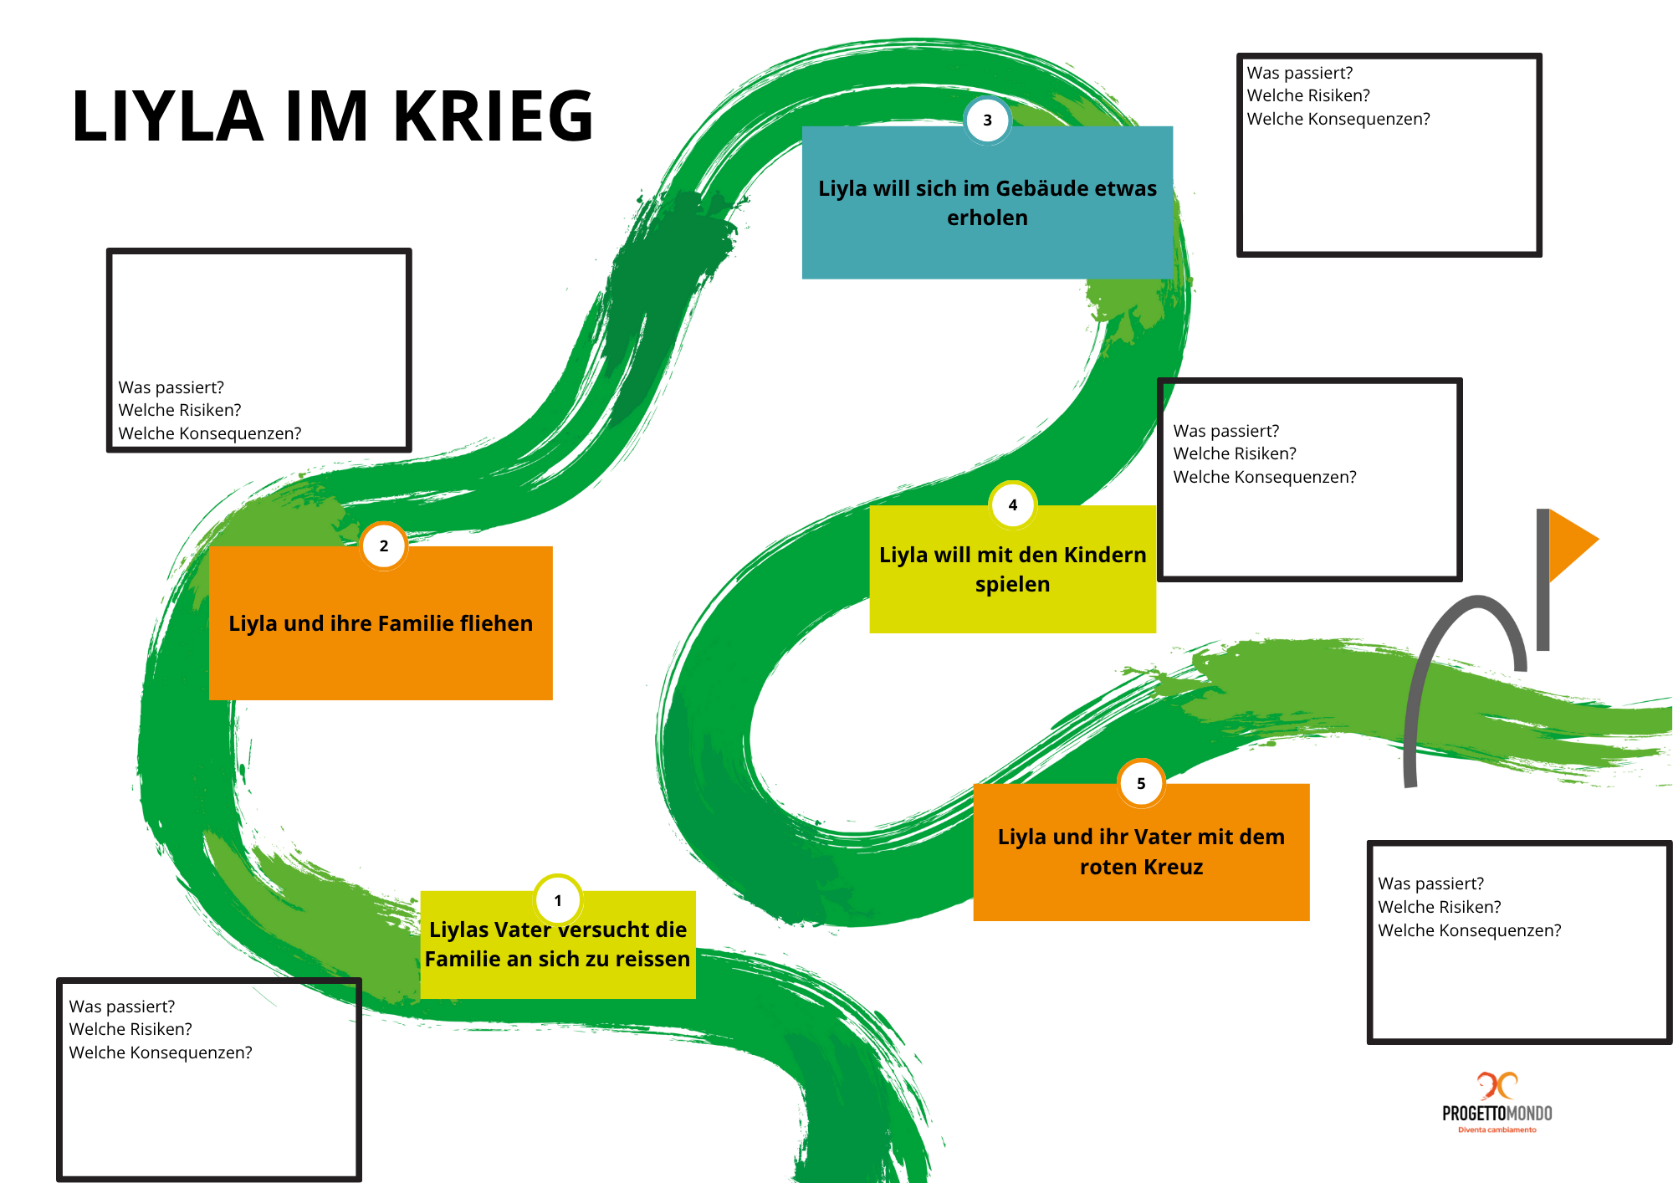 LIYLA IM KRIEG
Was passiert?
Welche Risiken?
Welche Konsequenzen?
3
Liyla will sich im Gebäude etwas
erholen
Was passiert?
Welche Risiken?
Welche Konsequenzen?
Was passiert?
Welche Risiken?
Welche Konsequenzen?
4
Liyla will mit den Kindern
spielen
2
Liyla und ihre Familie fliehen
5
Liyla und ihr Vater mit dem
roten Kreuz
Was passiert?
Welche Risiken?
Welche Konsequenzen?
1
Liylas Vater versucht die
Familie an sich zu reissen
Was passiert?
Welche Risiken?
Welche Konsequenzen?
PROGETTOMONDO
Diventa cambiamento